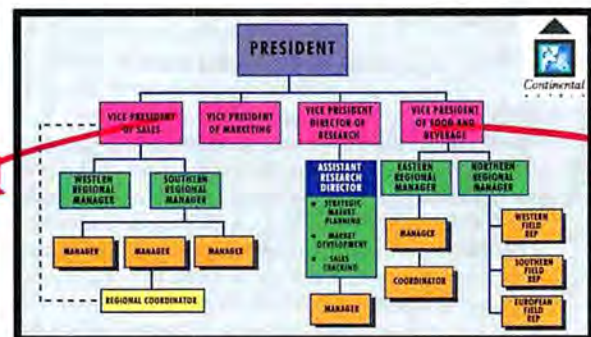 PRESIDENT
Continental
VICE PRESIDENT
OF SALES
VICE PRESIDENT
OF MARKETING
VICE PRESIDENT
DIRECTOR OF
RESEARCH
VICE PRESIDENT
OF FOOD AND
BEVERAGE
WESTERN
REGIONAL
MANAGER
SOUTHERN
REGIONAL
MANAGER
ASSISTANT
RESEARCH
DIRECTOR
STRATEGIC
MARKET
PLANNING
MARKET
DEVELOPMENT
SALES
TRACKING
EASTERN
REGIONAL
MANAGER
NORTHERN
REGIONAL
MANAGER
MANAGER
MANAGER
MANAGER
REGIONAL COORDINATOR
MANAGER
MANAGER
COORDINATOR
WESTERN
FIELD
REP
SOUTHERN
FIELD
REP
EUROPEAN
FIELD
REP